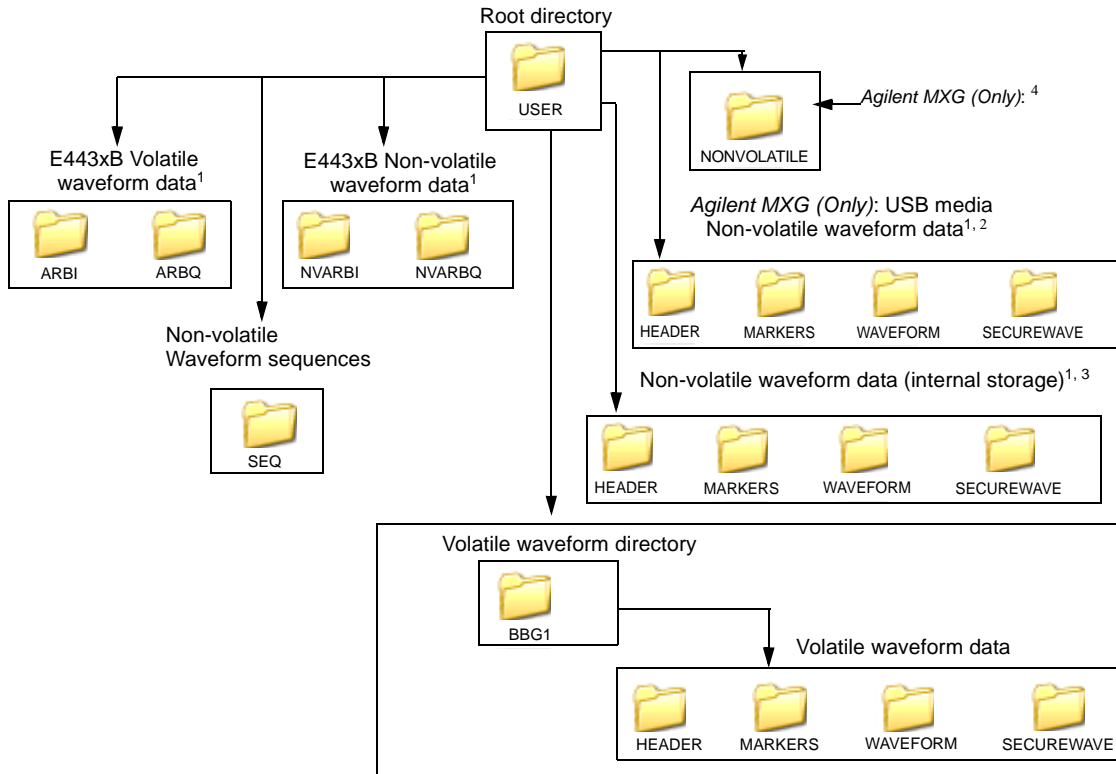 Root directory
USER
Agilent MXG (Only): 4
NONVOLATILE
E443xB Volatile
waveform data1
ARBI
ARBQ
E443xB Non-volatile
waveform data1
NVARBI
NVARBQ
Agilent MXG (Only): USB media
Non-volatile waveform data1, 2
HEADER
MARKERS
WAVEFORM
SECUREWAVE
Non-volatile
Waveform sequences
SEQ
Non-volatile waveform data (internal storage)1, 3
HEADER
MARKERS
WAVEFORM
SECUREWAVE
Volatile waveform directory
BBG1
Volatile waveform data
HEADER
MARKERS
WAVEFORM
SECUREWAVE